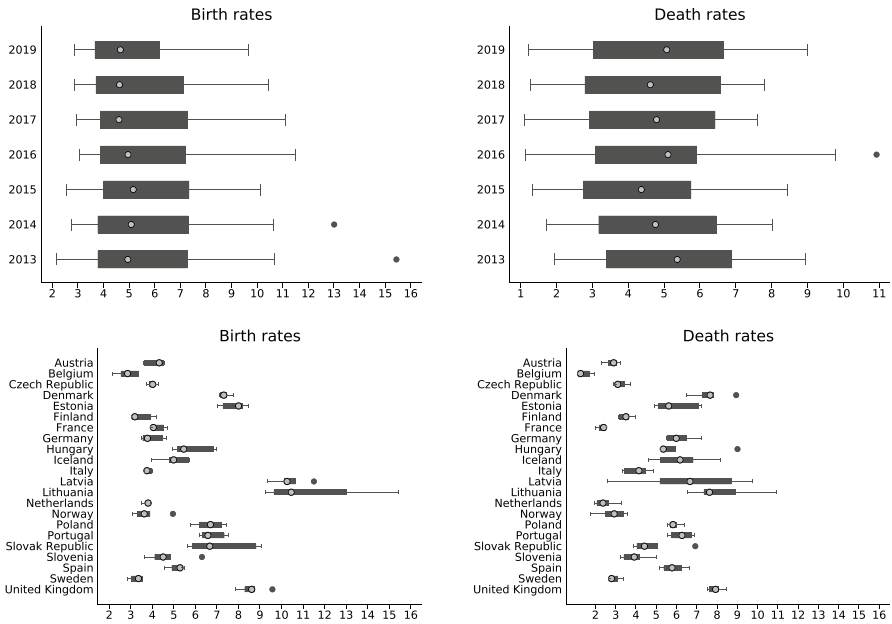 Birth rates
2019
2018
2017
2016
2015
2014
2013
2 3 4 5 6 7 8 9 10 11 12 13 14 15 16
Death rates
2019
2018
2017
2016
2015
2014
2013
1 2 3 4 5 6 7 8 9 10 11
Birth rates
Austria
Belgium
Czech Republic
Denmark
Estonia
Finland
France
Germany
Hungary
Iceland
Italy
Latvia
Lithuania
Netherlands
Norway
Poland
Portugal
Slovak Republic
Slovenia
Spain
Sweden
United Kingdom
2 3 4 5 6 7 8 9 10 11 12 13 14 15 16
Death rates
Austria
Belgium
Czech Republic
Denmark
Estonia
Finland
France
Germany
Hungary
Iceland
Italy
Latvia
Lithuania
Netherlands
Norway
Poland
Portugal
Slovak Republic
Slovenia
Spain
Sweden
United Kingdom
2 3 4 5 6 7 8 9 10 11 12 13 14 15 16